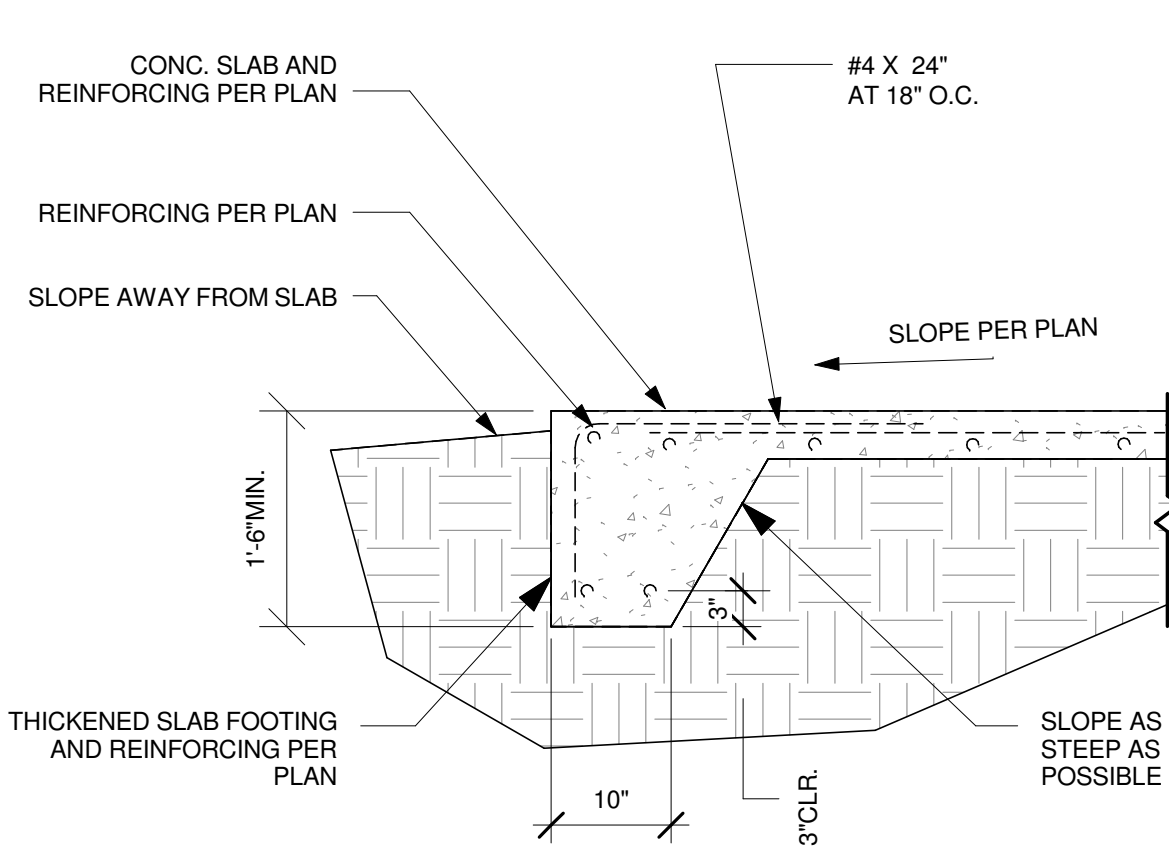 CONC. SLAB AND
REINFORCING PER PLAN
#4 X  24"
AT 18" O.C.
REINFORCING PER PLAN
SLOPE AWAY FROM SLAB
SLOPE PER PLAN
1'-6"MIN.
3"
THICKENED SLAB FOOTING
AND REINFORCING PER
PLAN
10"
3"CLR.
SLOPE AS
STEEP AS
POSSIBLE